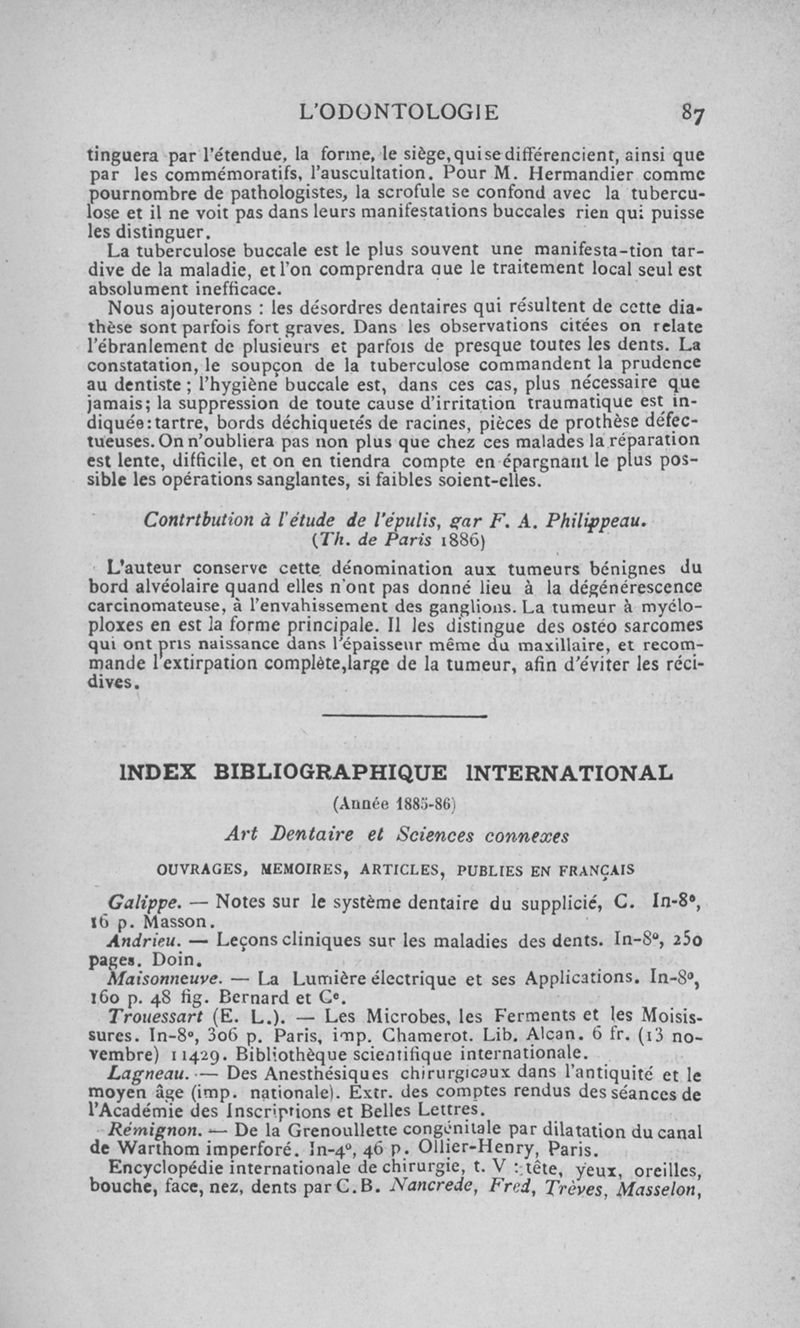 L'ODONTOLOGIE 87
tinguera par l'étendue, la forme, le siège, qui se différencient, ainsi que
par les commémoratifs, l'auscultation. Pour M. Hermandier comme
pournombre de pathologistes, la scrofule se confond avec la tubercu-
lose et il ne voit pas dans leurs manifestations buccales rien qui puisse
les distinguer.
La tuberculose buccale est le plus souvent une manifesta-tion tar-
dive de la maladie, et l'on comprendra que le traitement local seul est
absolument inefficace.
Nous ajouterons : les désordres dentaires qui résultent de cette dia-
thèse sont parfois fort graves. Dans les observations citées on relate
l'ébranlement de plusieurs et parfois de presque toutes les dents. La
constatation, le soupçon de la tuberculose commandent la prudence
au dentiste ; l'hygiène buccale est, dans ces cas, plus nécessaire que
jamais; la suppression de toute cause d'irritation traumatique est in-
diquée: tartre, bords déchiquetés de racines, pièces de prothèse défec-
tueuses. On n'oubliera pas non plus que chez ces malades la réparation
est lente, difficile, et on en tiendra compte en épargnant le plus pos-
sible les opérations sanglantes, si faibles soient-elles.
Contrtbution à l'étude de l'épulis, gar F. A. Philippeau.
(Th. de Paris 1886)
L'auteur conserve cette dénomination aux tumeurs bénignes du
bord alvéolaire quand elles n'ont pas donné lieu à la dégénérescence
carcinomateuse, à l'envahissement des ganglions. La tumeur à myélo-
ploxes en est la forme principale. Il les distingue des ostéo sarcomes
qui ont pris naissance dans l'épaisseur même du maxillaire, et recom-
mande l'extirpation complète, large de la tumeur, afin d'éviter les réci-
dives.
INDEX BIBLIOGRAPHIQUE INTERNATIONAL
(Année 1885-86)
Art Dentaire et Sciences connexes
OUVRAGES, MEMOIRES, ARTICLES, PUBLIES EN FRANÇAIS
Galippe. — Notes sur le système dentaire du supplicié, C. In-8°,
16 p. Masson.
Andrieu. — Leçons cliniques sur les maladies des dents. In-8°, 250
pages. Doin.
Maisonneuve. — La Lumière électrique et ses Applications. In-8°,
160 p. 48 fig. Bernard et Ce.
Trouessart (E. L.). — Les Microbes, les Ferments et les Moisis-
sures. In-8°, 306 p. Paris, imp. Chamerot. Lib. Alcan. 6 fr. (13 no-
vembre) 11429. Bibliothèque scientifique internationale.
Lagneau. — Des Anesthésiques chirurgicaux dans l'antiquité et le
moyen âge (imp. nationale). Extr. des comptes rendus des séances de
l'Académie des Inscriptions et Belles Lettres.
Rémignon. — De la Grenoullette congénitale par dilatation du canal
de Warthom imperforé. In-4°, 46 p. Ollier-Henry, Paris.
Encyclopédie internationale de chirurgie, t. V : tête, yeux, oreilles,
bouche, face, nez, dents par C.B. Nancrede, Fred, Trèves, Masselon,